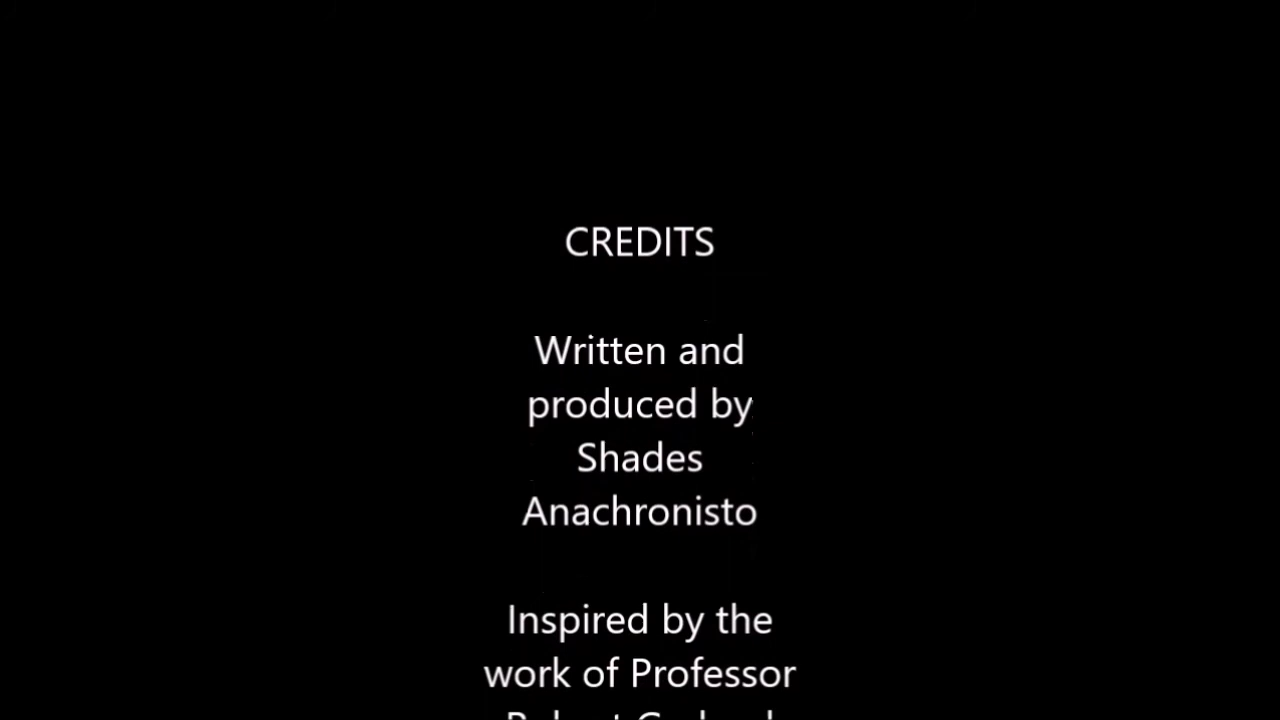 CREDITS
Written and
produced by
Shades
Anachronisto
Inspired by the
work of Professor